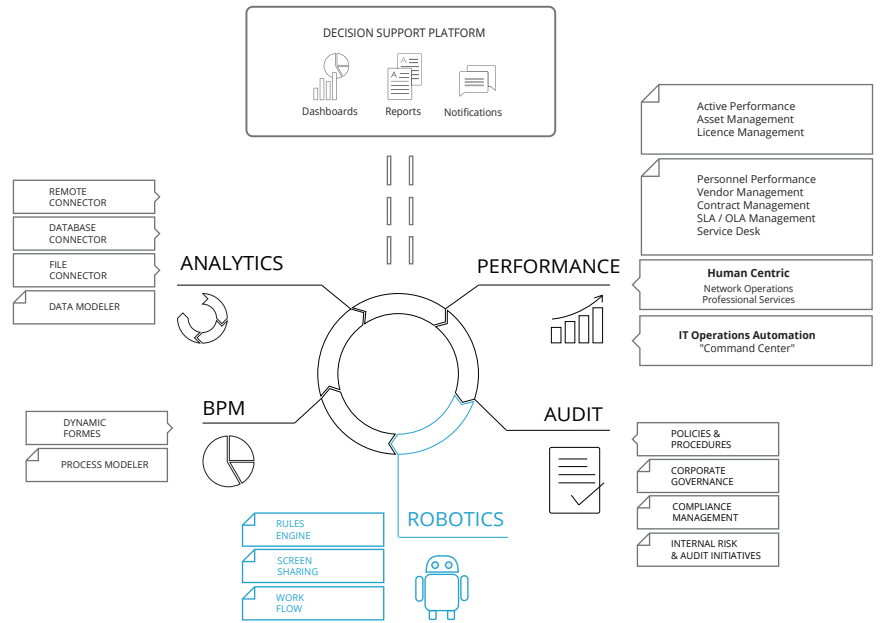 DECISION SUPPORT PLATFORM
Dashboards
Reports
Notifications
Active Performance
Asset Management
Licence Management
Personnel Performance
Vendor Management
Contract Management
SLA / OLA Management
Service Desk
REMOTE
CONNECTOR
DATABASE
CONNECTOR
FILE
CONNECTOR
DATA MODELER
ANALYTICS
PERFORMANCE
Human Centric
Network Operations
Professional Services
IT Operations Automation
"Command Center"
BPM
DYNAMIC
FORMES
PROCESS MODELER
AUDIT
POLICIES &
PROCEDURES
CORPORATE
GOVERNANCE
COMPLIANCE
MANAGEMENT
INTERNAL RISK
& AUDIT INITIATIVES
ROBOTICS
RULES
ENGINE
SCREEN
SHARING
WORK
FLOW